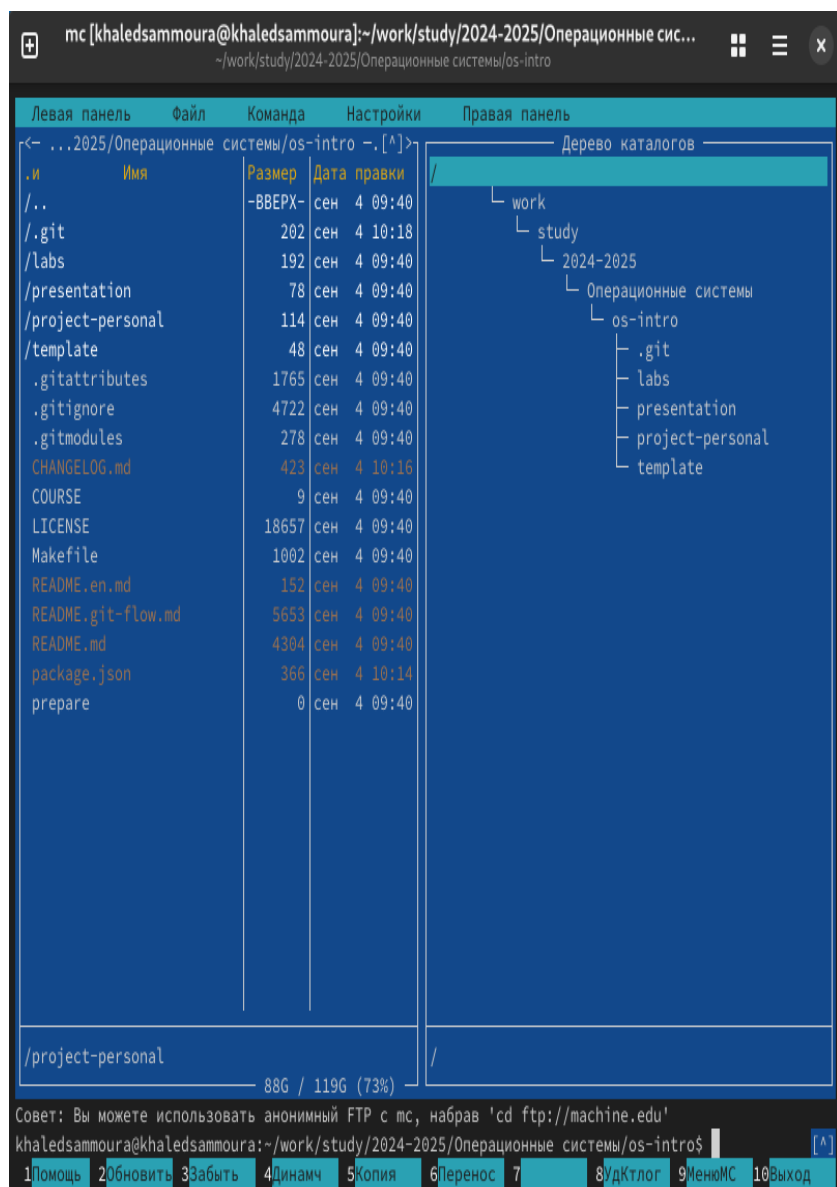 mc [khaledsammoura@khaledsammoura]:~/work/study/2024-2025/Операционные сис...
~/work/study/2024-2025/Операционные системы/os-intro
Левая панель Файл Команда Настройки Правая панель
<- ...2025/Операционные системы/os-intro -.[^]>
Дерево каталогов
.и Имя Размер Дата правки
/.. -ВВЕРХ- сен 4 09:40
/.git 202 сен 4 10:18
/labs 192 сен 4 09:40
/presentation 78 сен 4 09:40
/project-personal 114 сен 4 09:40
/template 48 сен 4 09:40
.gitattributes 1765 сен 4 09:40
.gitignore 4722 сен 4 09:40
.gitmodules 278 сен 4 09:40
CHANGELOG.md 423 сен 4 10:16
COURSE 9 сен 4 09:40
LICENSE 18657 сен 4 09:40
Makefile 1002 сен 4 09:40
README.en.md 152 сен 4 09:40
README.git-flow.md 5653 сен 4 09:40
README.md 4304 сен 4 09:40
package.json 366 сен 4 10:14
prepare 0 сен 4 09:40
/project-personal
88G / 119G (73%)
/
work
study
2024-2025
Операционные системы
os-intro
.git
labs
presentation
project-personal
template
/
Совет: Вы можете использовать анонимный FTP с mc, набрав 'cd ftp://machine.edu'
khaledsammoura@khaledsammoura:~/work/study/2024-2025/Операционные системы/os-intro$ [^]
1Помощь 2Обновить 3Забыть 4Динамч 5Копия 6Перенос 7 8УдКтлог 9МенюMC 10Выход